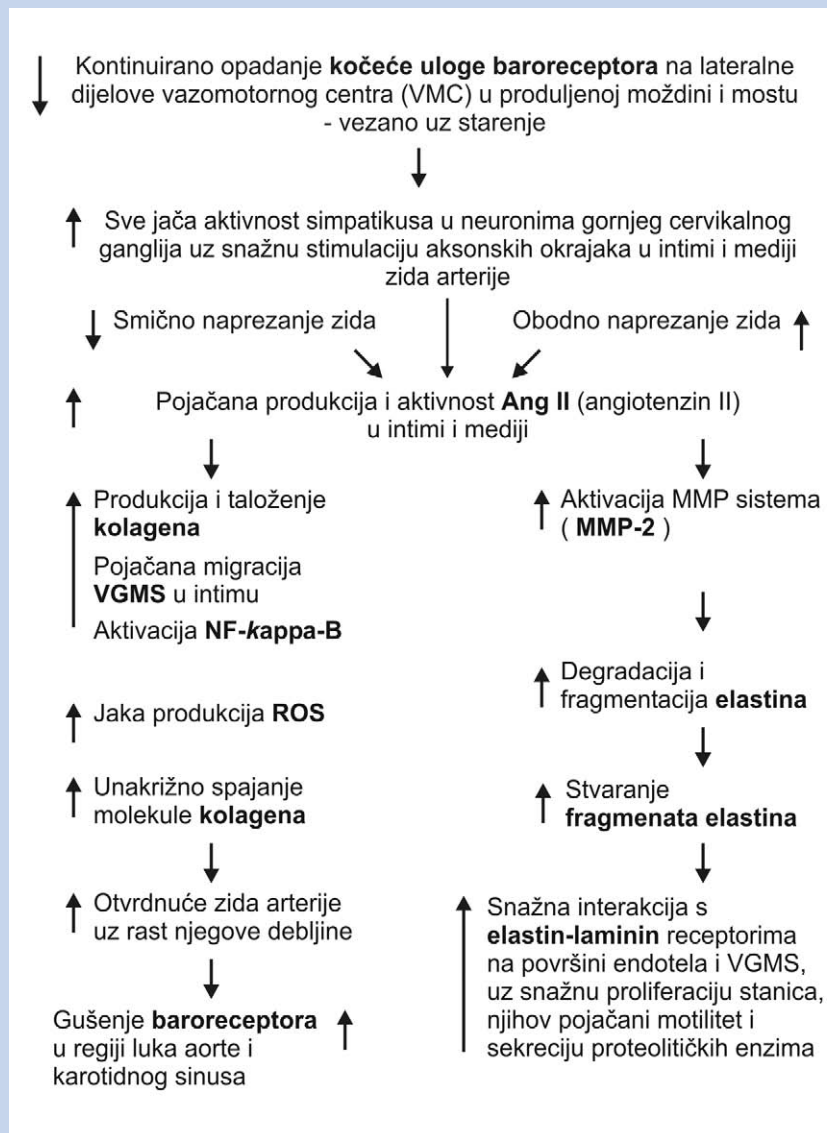 Kontinuirano opadanje kočeće uloge baroreceptora na lateralne
dijelove vazomotornog centra (VMC) u produljenoj moždini i mostu
- vezano uz starenje
Sve jača aktivnost simpatikusa u neuronima gornjeg cervikalnog
ganglija uz snažnu stimulaciju aksonskih okrajaka u intimi i mediji
zida arterije
Smično naprezanje zida
Obodno naprezanje zida
Pojačana produkcija i aktivnost Ang II (angiotenzin II)
u intimi i mediji
Produkcija i taloženje
kolagena
Pojačana migracija
VGMS u intimu
Aktivacija NF-kappa-B
Jaka produkcija ROS
Unakrižno spajanje
molekule kolagena
Otvrdnuće zida arterije
uz rast njegove debljine
Gušenje baroreceptora
u regiji luka aorte i
karotidnog sinusa
Aktivacija MMP sistema
( MMP-2 )
Degradacija i
fragmentacija elastina
Stvaranje
fragmenata elastina
Snažna interakcija s
elastin-laminin receptorima
na površini endotela i VGMS,
uz snažnu proliferaciju stanica,
njihov pojačani motilitet i
sekreciju proteolitičkih enzima